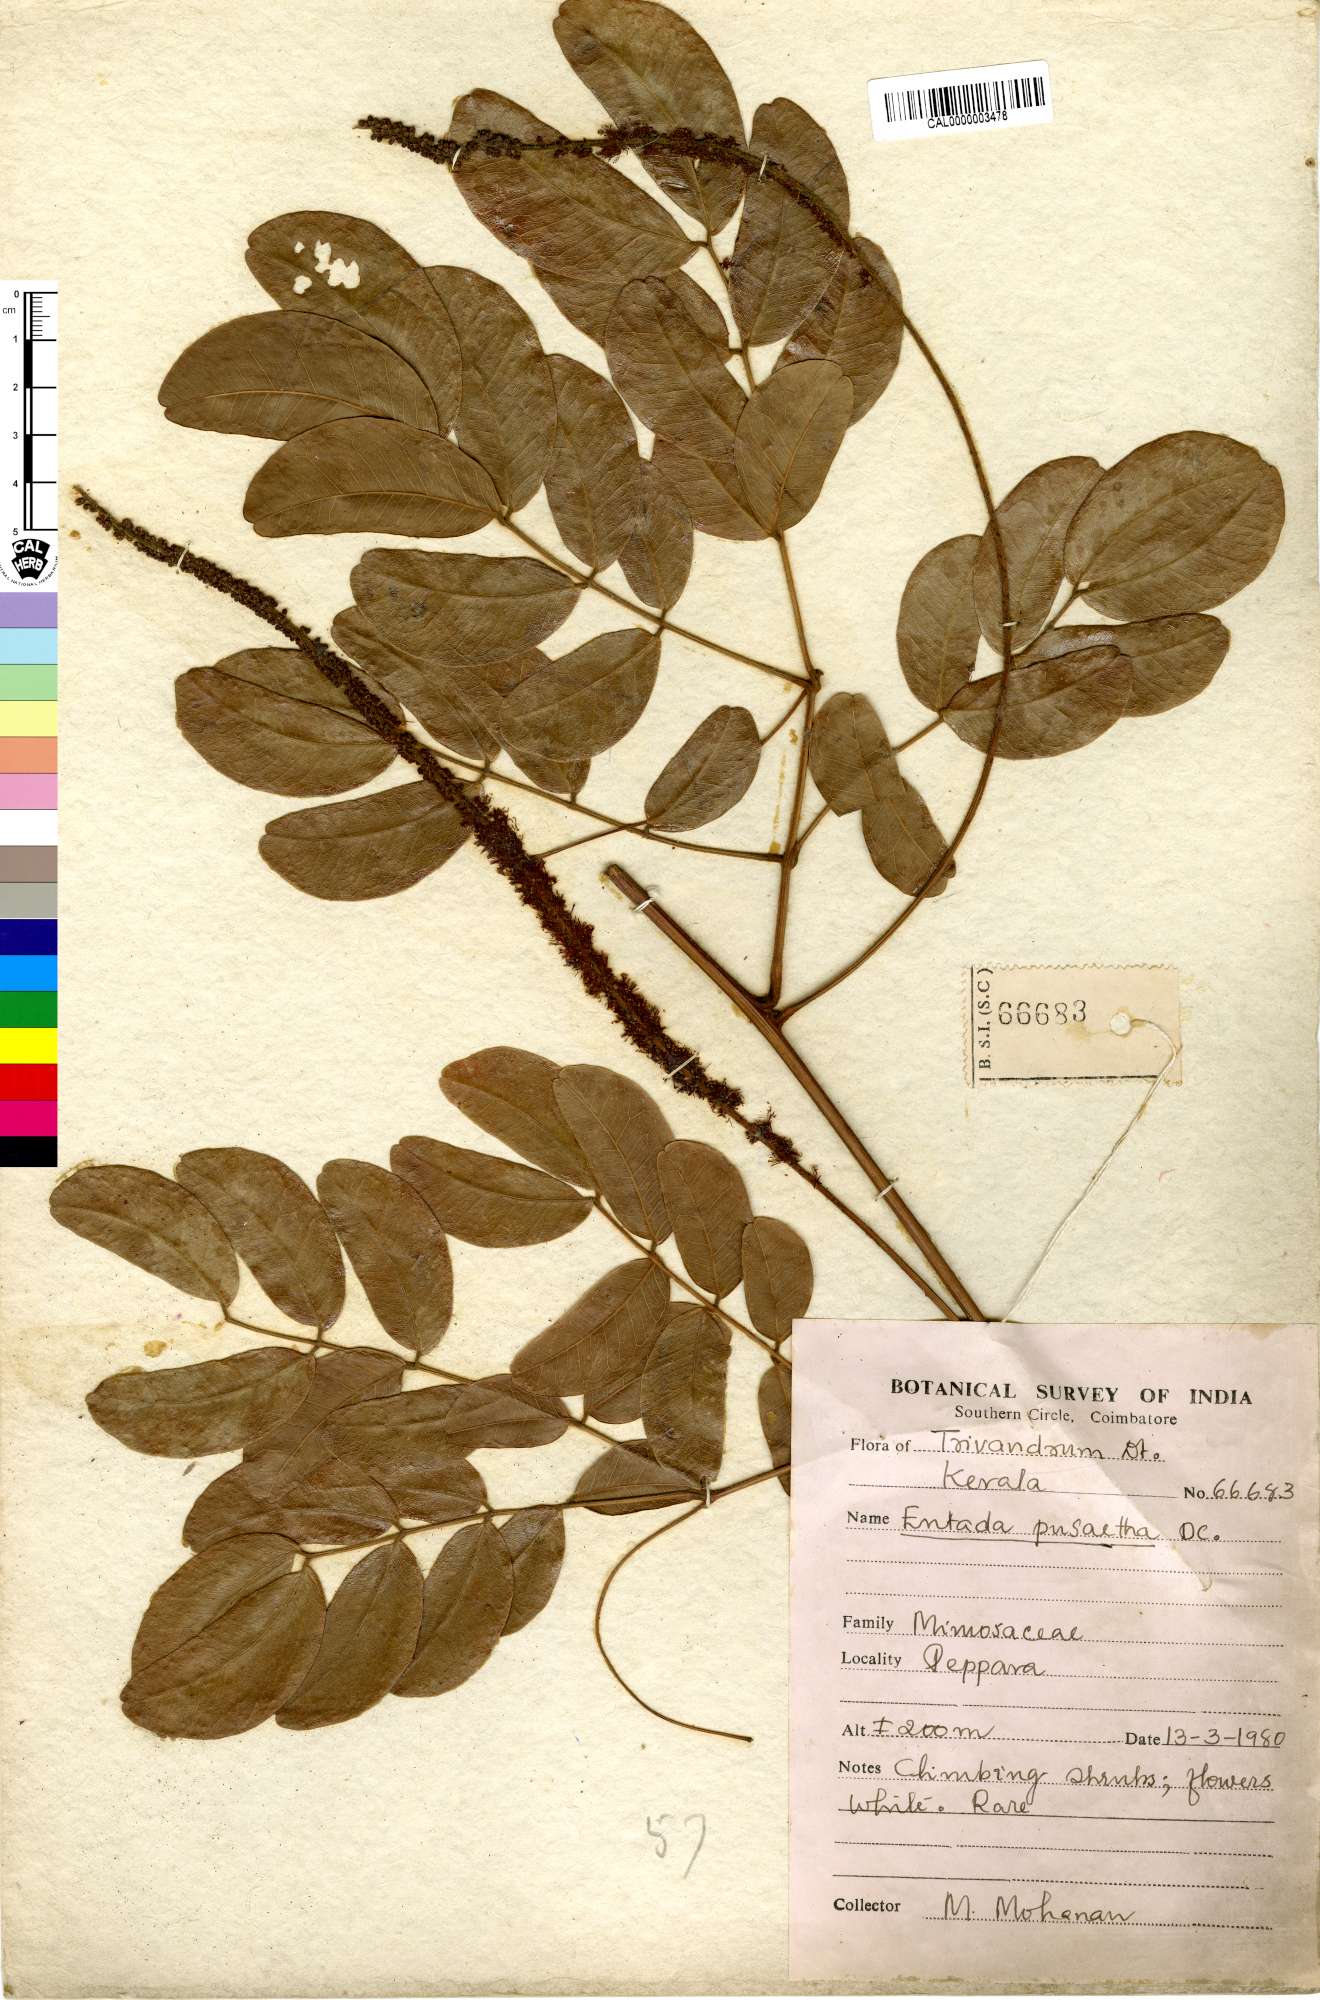 CAL0000003478
0
cm
1
2
3
4
5
CAL
HERB
B. S.I. (S.C)
66683
BOTANICAL SURVEY OF INDIA
Southern Circle, Coimbatore
Flora of Trivandrum Dt.
Kerala No. 66683
Name Entada pusaetha DC.
Family Mimosaceae
Locality Peppara
Alt ± 200m Date 13-3-1980
Notes Climbing shrubs; flowers
white. Rare
Collector M. Mohanan
57